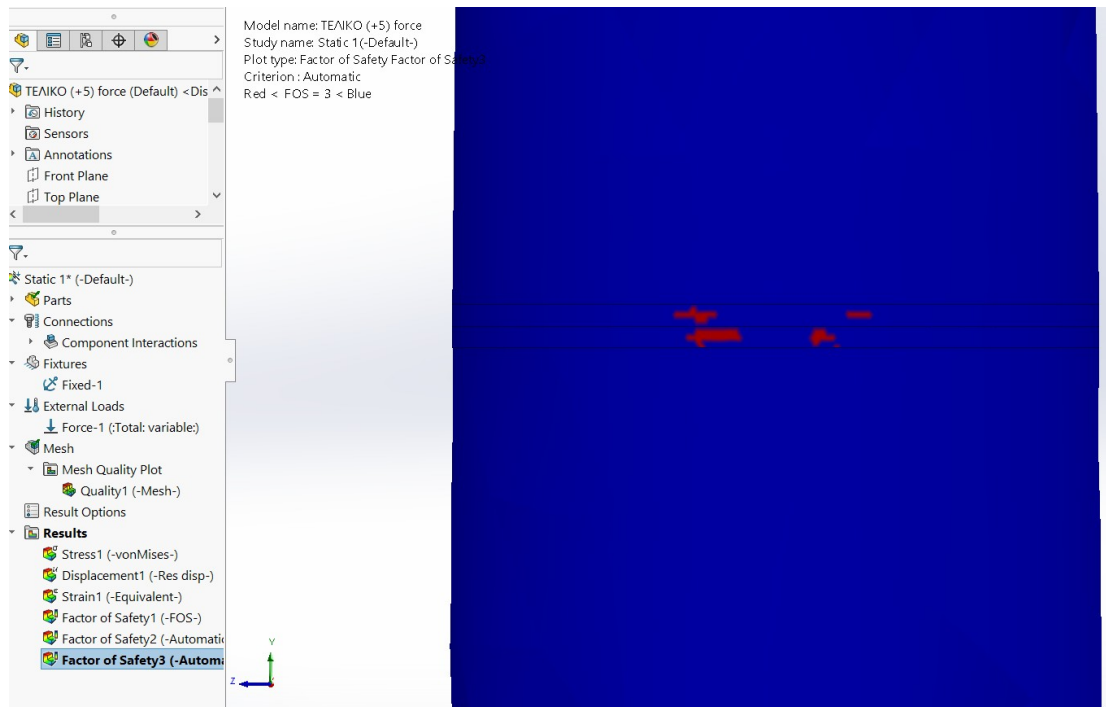 Model name: ΤΕΛΙΚΟ (+5) force
Study name: Static 1(-Default-)
Plot type: Factor of Safety Factor of Safety3
Criterion : Automatic
Red < FOS = 3 < Blue
ΤΕΛΙΚΟ (+5) force (Default) <Dis
History
Sensors
Annotations
Front Plane
Top Plane
Static 1* (-Default-)
Parts
Connections
Component Interactions
Fixtures
Fixed-1
External Loads
Force-1 (:Total: variable:)
Mesh
Mesh Quality Plot
Quality1 (-Mesh-)
Result Options
Results
Stress1 (-vonMises-)
Displacement1 (-Res disp-)
Strain1 (-Equivalent-)
Factor of Safety1 (-FOS-)
Factor of Safety2 (-Automatic
Factor of Safety3 (-Automa
Y
Z